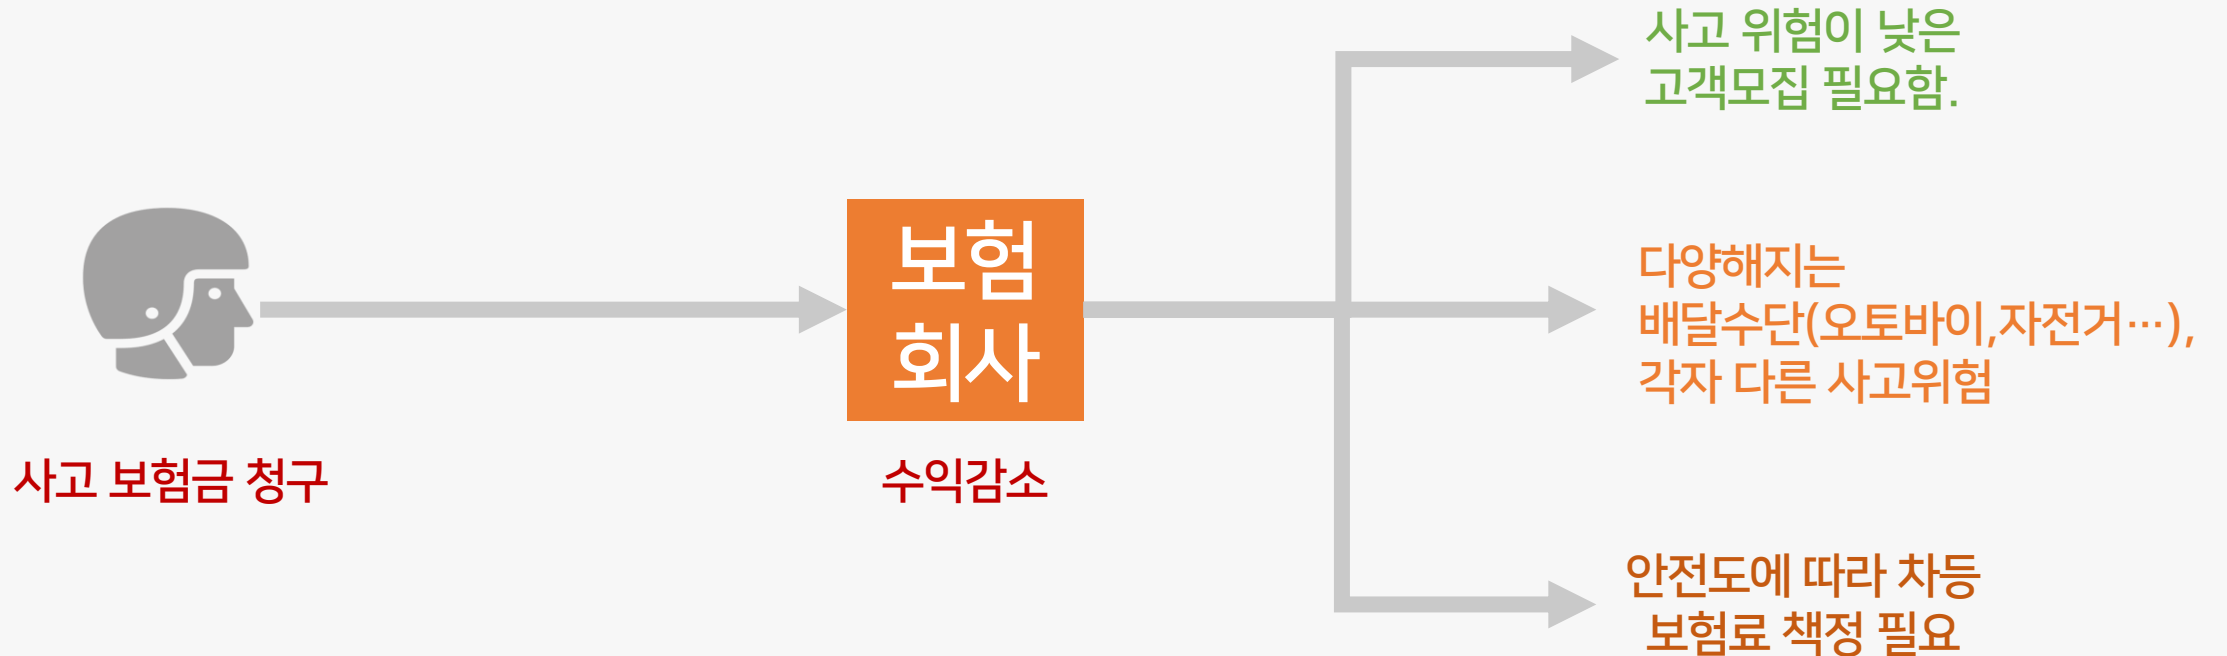 사고 위험이 낮은
고객모집 필요함.
보험
회사
다양해지는
배달수단(오토바이,자전거…),
각자 다른 사고위험
사고 보험금 청구
수익감소
안전도에 따라 차등
보험료 책정 필요